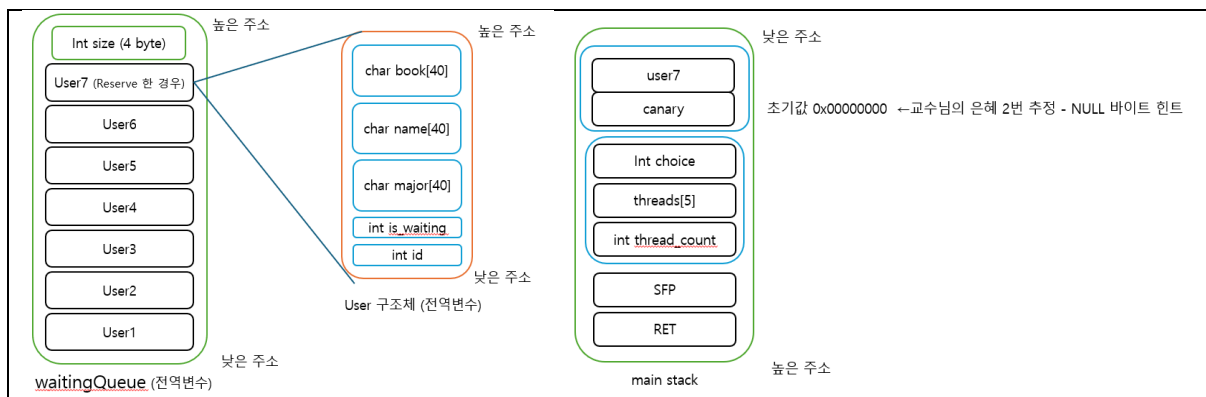 높은 주소
Int size (4 byte)
User7 (Reserve 한 경우)
User6
User5
User4
User3
User2
User1
낮은 주소
waitingQueue (전역변수)
높은 주소
char book[40]
char name[40]
char major[40]
int is_waiting
int id
낮은 주소
User 구조체 (전역변수)
낮은 주소
user7
canary
초기값 0x00000000 ←교수님의 은혜 2번 추정 - NULL 바이트 힌트
Int choice
threads[5]
int thread_count
SFP
RET
높은 주소
main stack